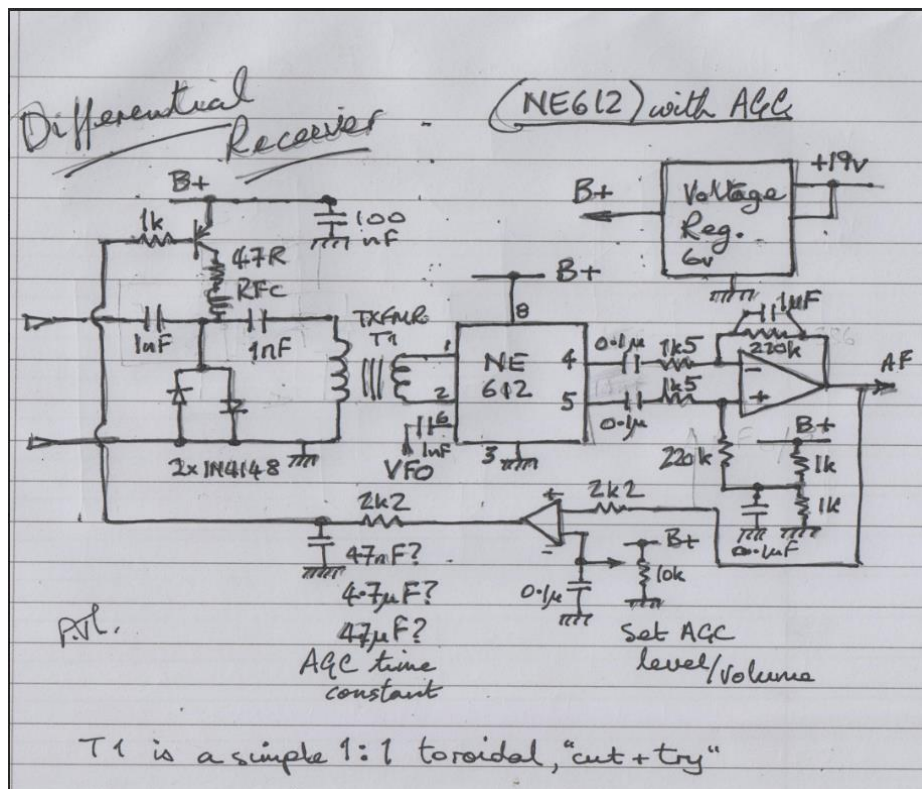 Differential
Receiver -
(NE612) with AGC
B+
+19v
B+
Voltage
Reg.
6v
1k
100
nF
47R
RFC
B+
1nF
1nF
TXFMR
T1
1
8
NE
612
4
5
2
6
3
1nF
VFO
0.1µ
1k5
1k5
0.1µ
1µF
220k
-
+
AF
220k
B+
1k
1k
0.1µF
2x1N4148
2k2
+
-
2k2
B+
10k
0.1µ
47nF?
4.7µF?
47µF?
AGC time
constant
Set AGC
level/volume
T1 is a simple 1:1 toroidal, "cut + try"